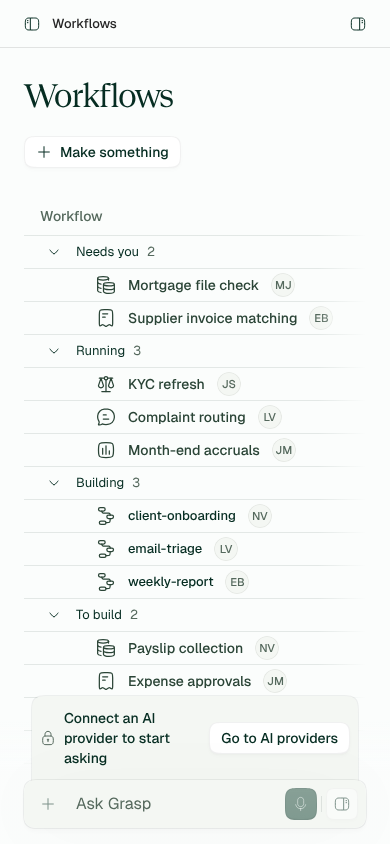 Workflows
Workflows
Make something
Workflow
Needs you 2
Mortgage file check MJ
Supplier invoice matching EB
Running 3
KYC refresh JS
Complaint routing LV
Month-end accruals JM
Building 3
client-onboarding NV
email-triage LV
weekly-report EB
To build 2
Payslip collection NV
Expense approvals JM
Connect an AI
provider to start
asking
Go to AI providers
Ask Grasp